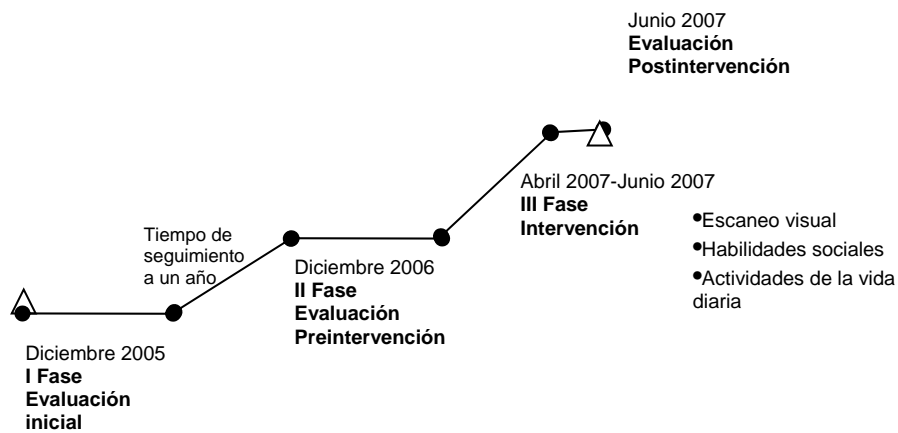 Junio 2007
Evaluación
Postintervención
Abril 2007-Junio 2007
III Fase
Intervención
•Escaneo visual
•Habilidades sociales
•Actividades de la vida
diaria
Tiempo de
seguimiento
a un año
Diciembre 2006
II Fase
Evaluación
Preintervención
Diciembre 2005
I Fase
Evaluación
inicial